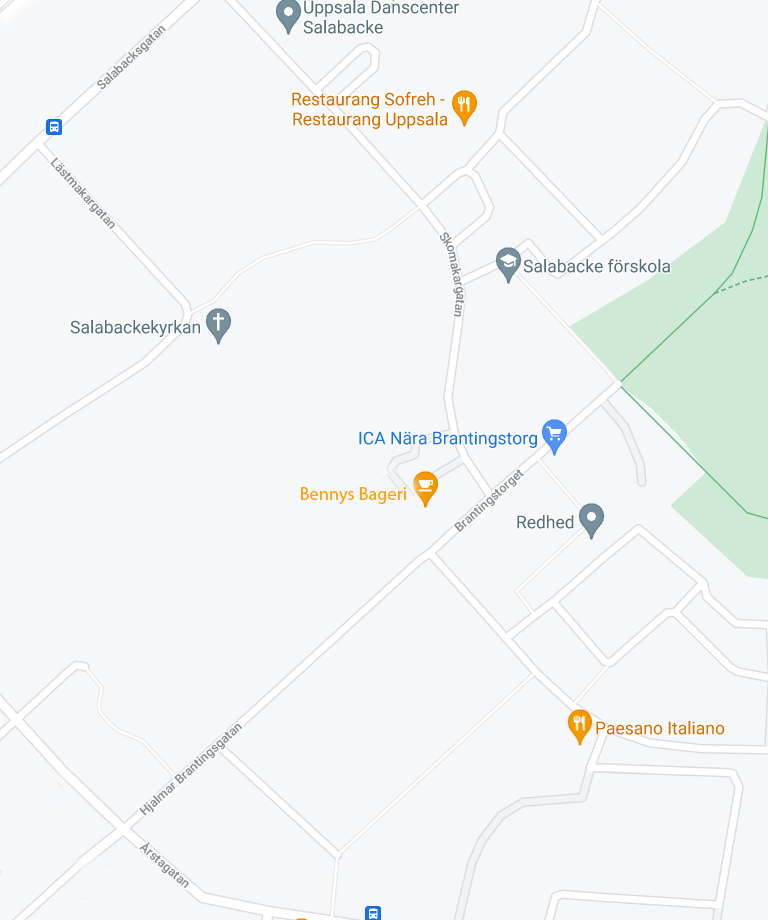 Uppsala Danscenter
Salabacke
Salabacksgatan
Restaurang Sofreh -
Restaurang Uppsala
Lästmakargatan
Skomakargatan
Salabacke förskola
Salabackekyrkan
ICA Nära Brantingstorg
Bennys Bageri
Brantingstorget
Redhed
Paesano Italiano
Hjalmar Brantingsgatan
Årstagatan